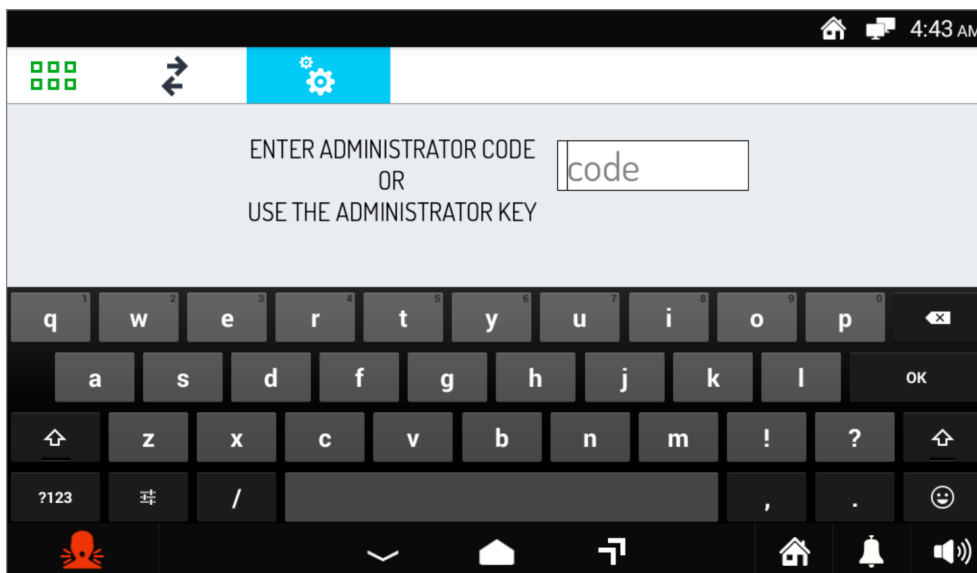 4:43 AM
ENTER ADMINISTRATOR CODE
OR
USE THE ADMINISTRATOR KEY
code
1 2 3 4 5 6 7 8 9 0
q w e r t y u i o p
a s d f g h j k l OK
z x c v b n m ! ?
?123 / , .